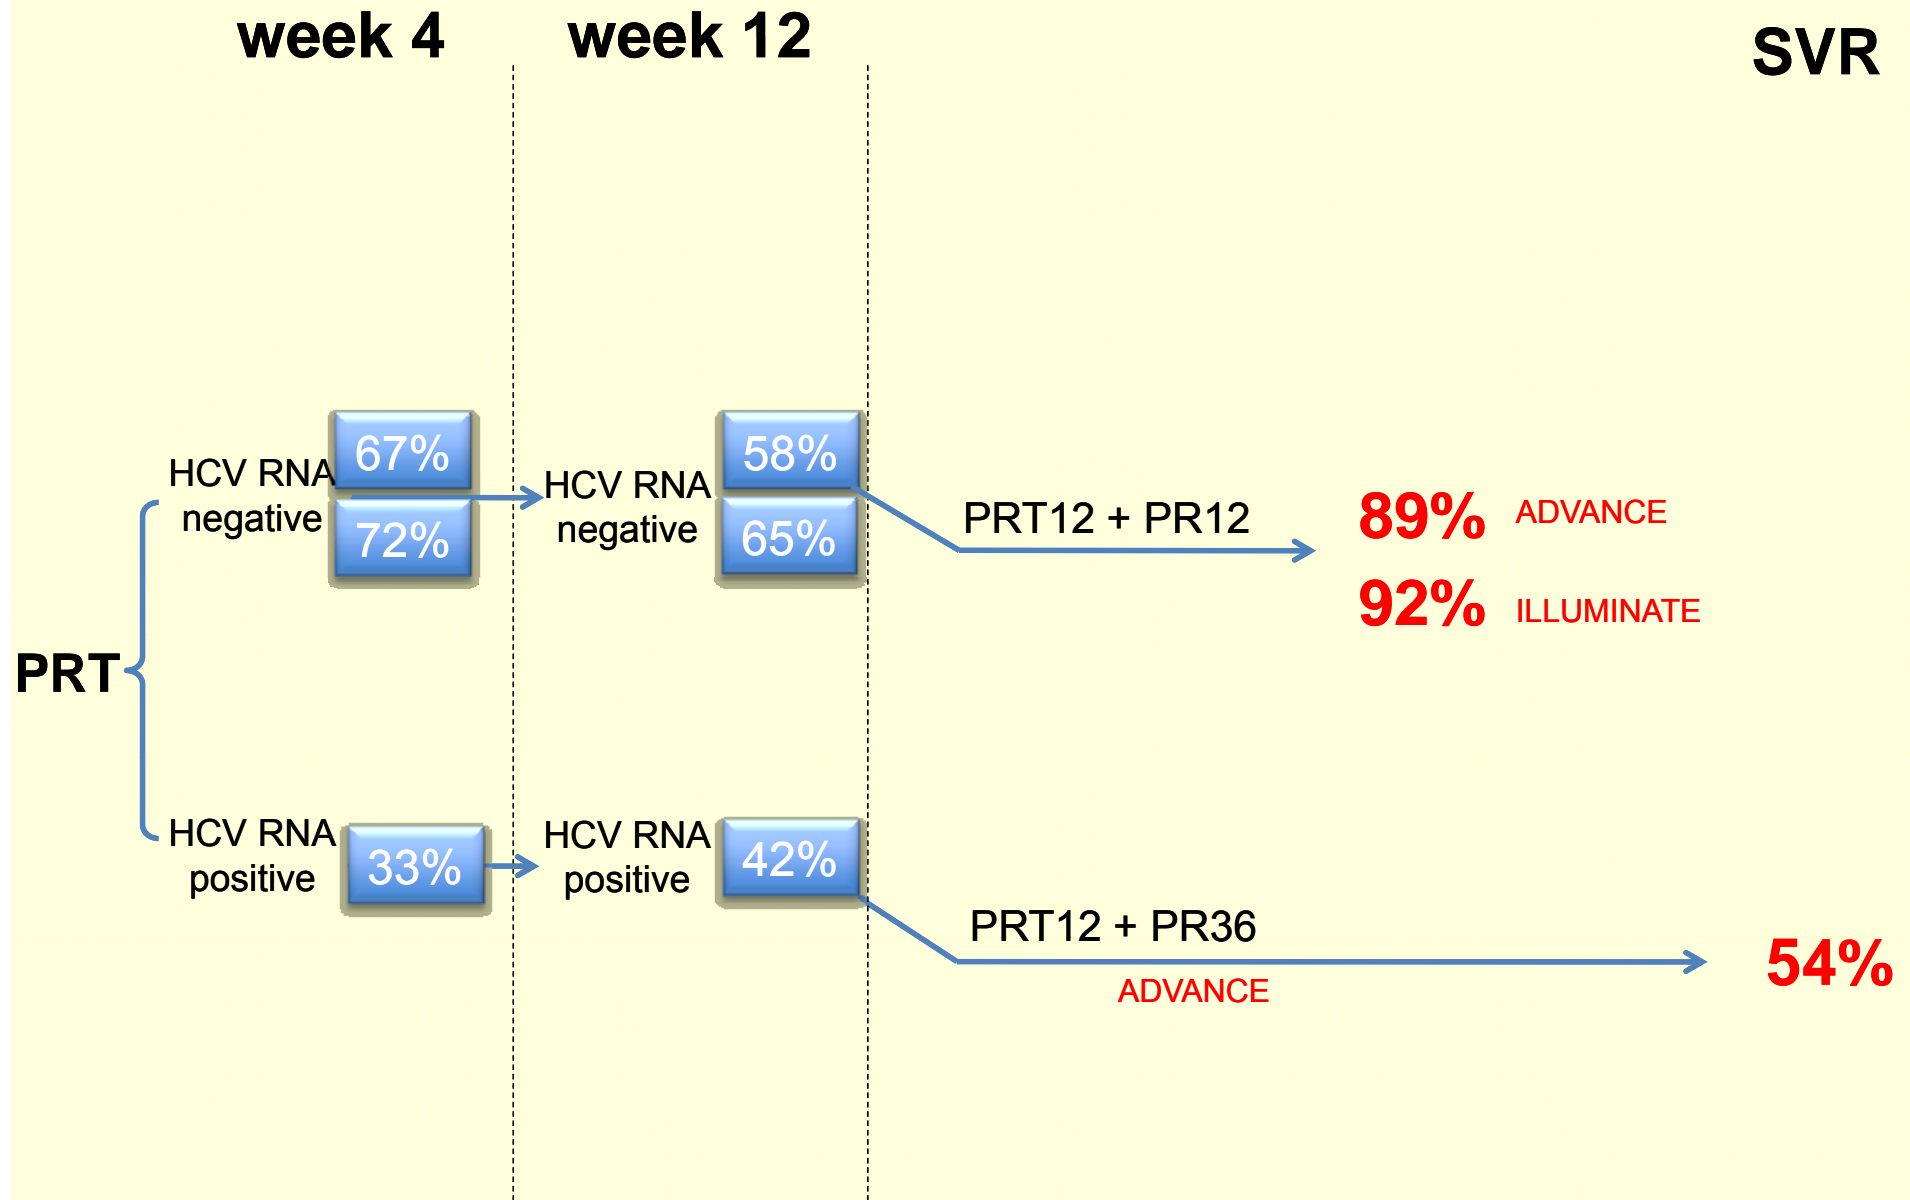 week 4
week 12
SVR
HCV RNA
negative
67%
72%
HCV RNA
negative
58%
65%
PRT12 + PR12
89% ADVANCE
92% ILLUMINATE
PRT
HCV RNA
positive
33%
HCV RNA
positive
42%
PRT12 + PR36
ADVANCE
54%